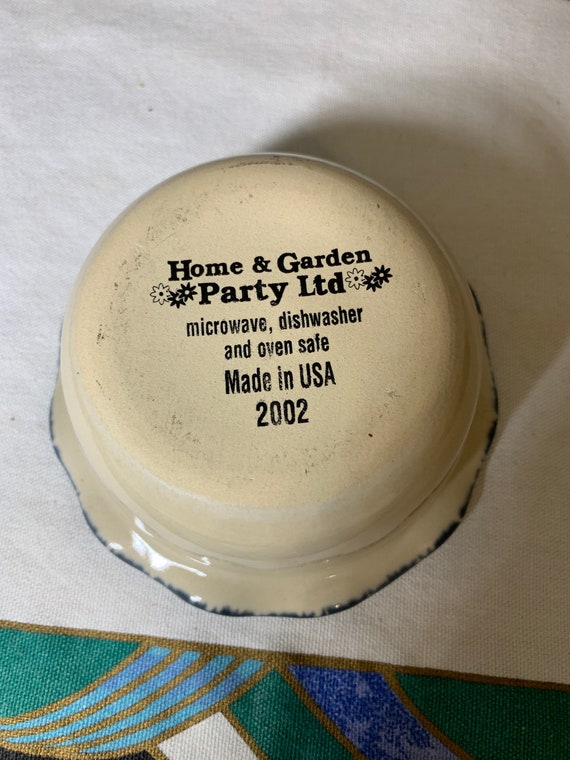 Home & Garden
Party Ltd
microwave, dishwasher
and oven safe
Made in USA
2002